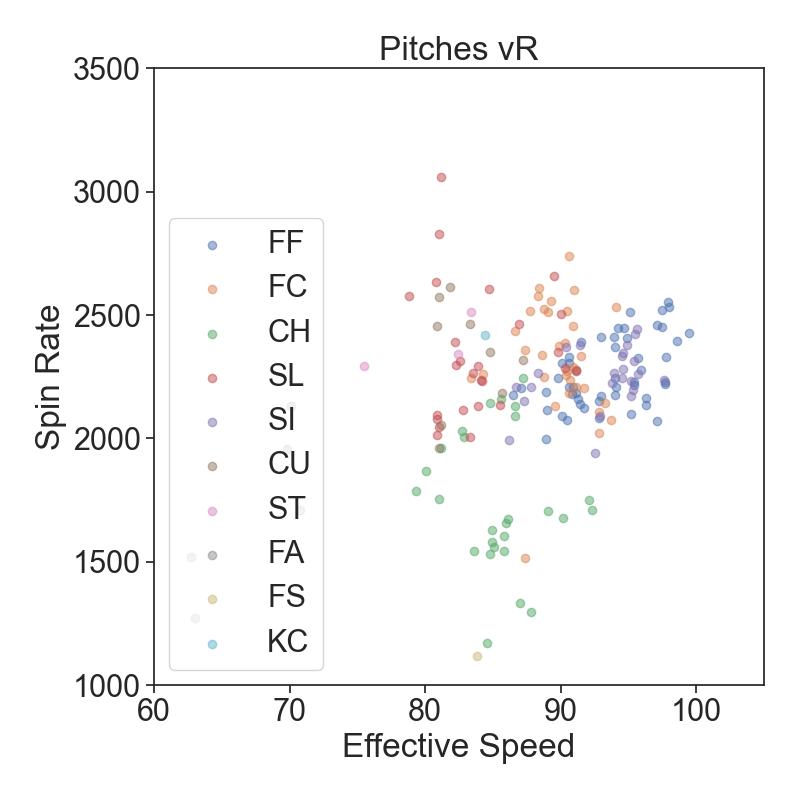 Pitches vR
3500
3000
2500
2000
1500
1000
Spin Rate
FF
FC
CH
SL
SI
CU
ST
FA
FS
KC
60 70 80 90 100
Effective Speed